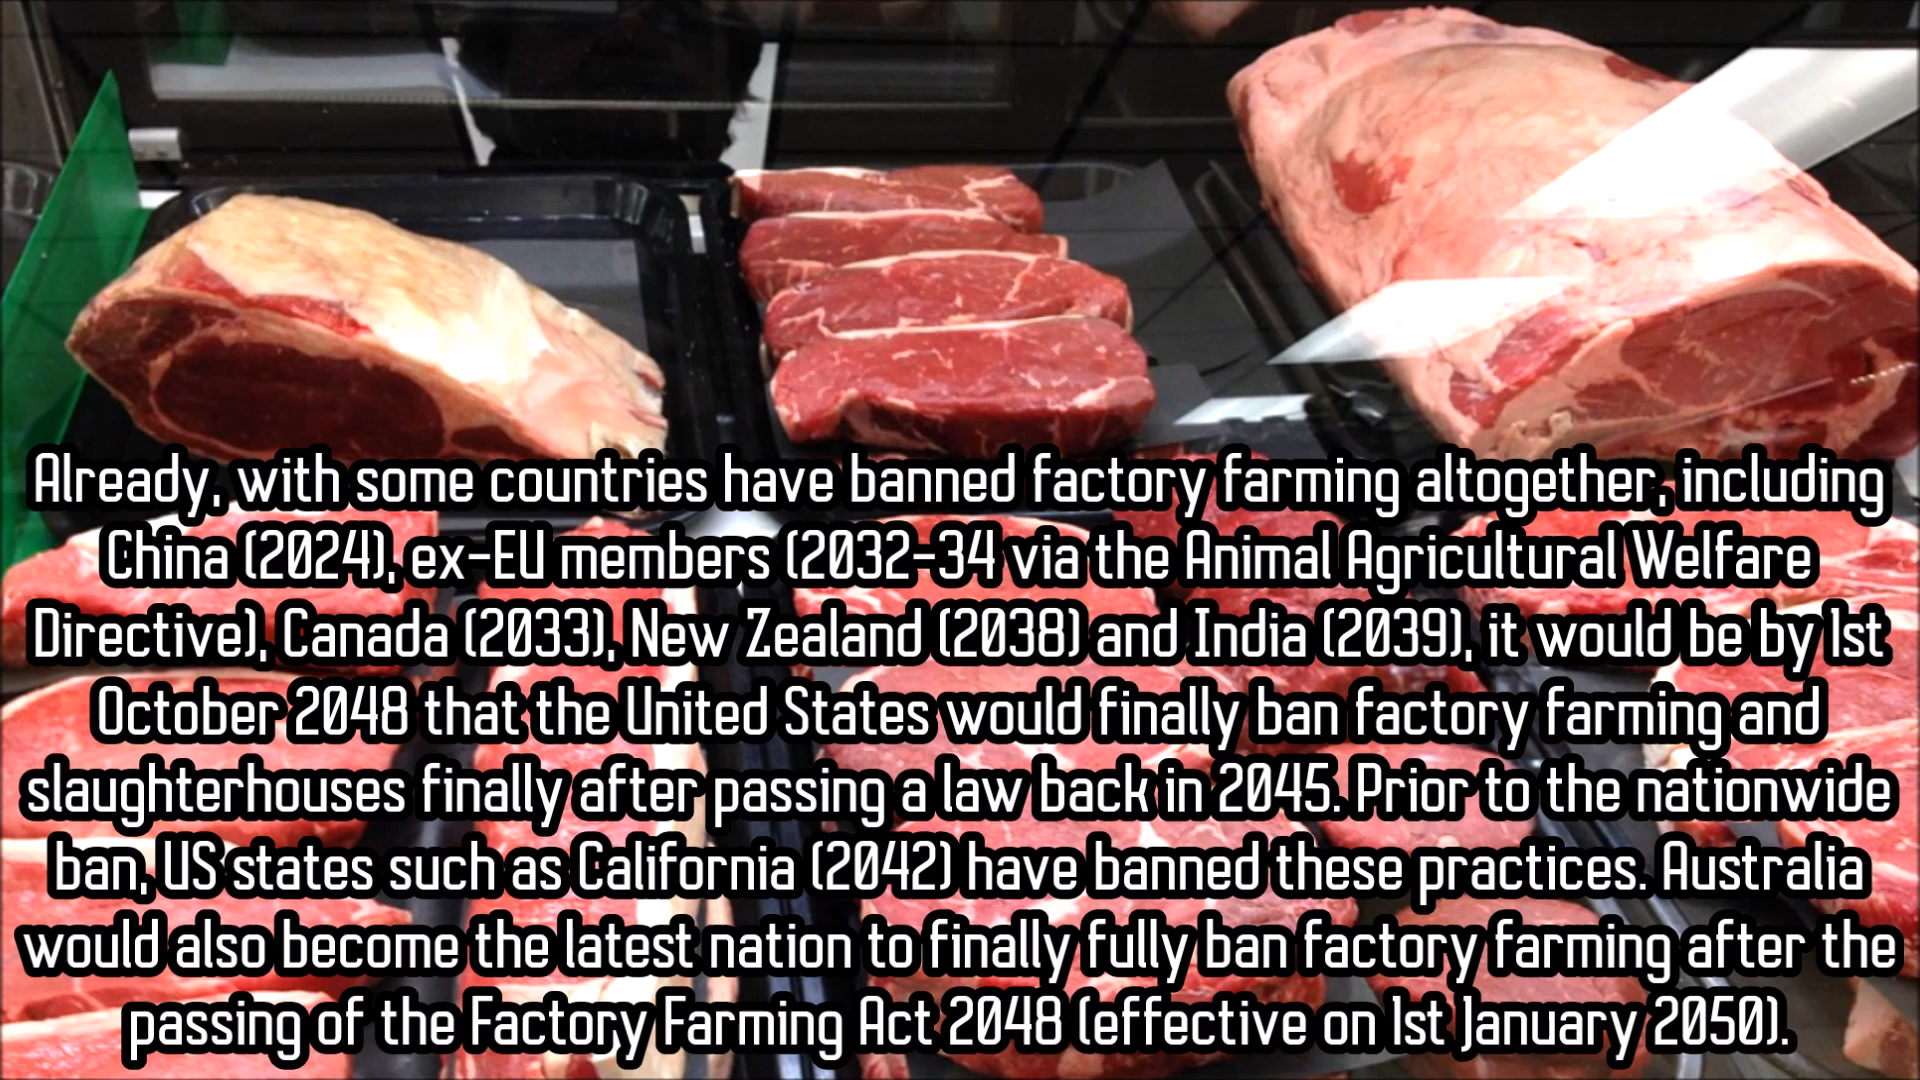 Already, with some countries have banned factory farming altogether, including
China (2024), ex-EU members (2032-34 via the Animal Agricultural Welfare
Directive), Canada (2033), New Zealand (2038) and India (2039), it would be by 1st
October 2048 that the United States would finally ban factory farming and
slaughterhouses finally after passing a law back in 2045. Prior to the nationwide
ban, US states such as California (2042) have banned these practices. Australia
would also become the latest nation to finally fully ban factory farming after the
passing of the Factory Farming Act 2048 (effective on 1st January 2050).